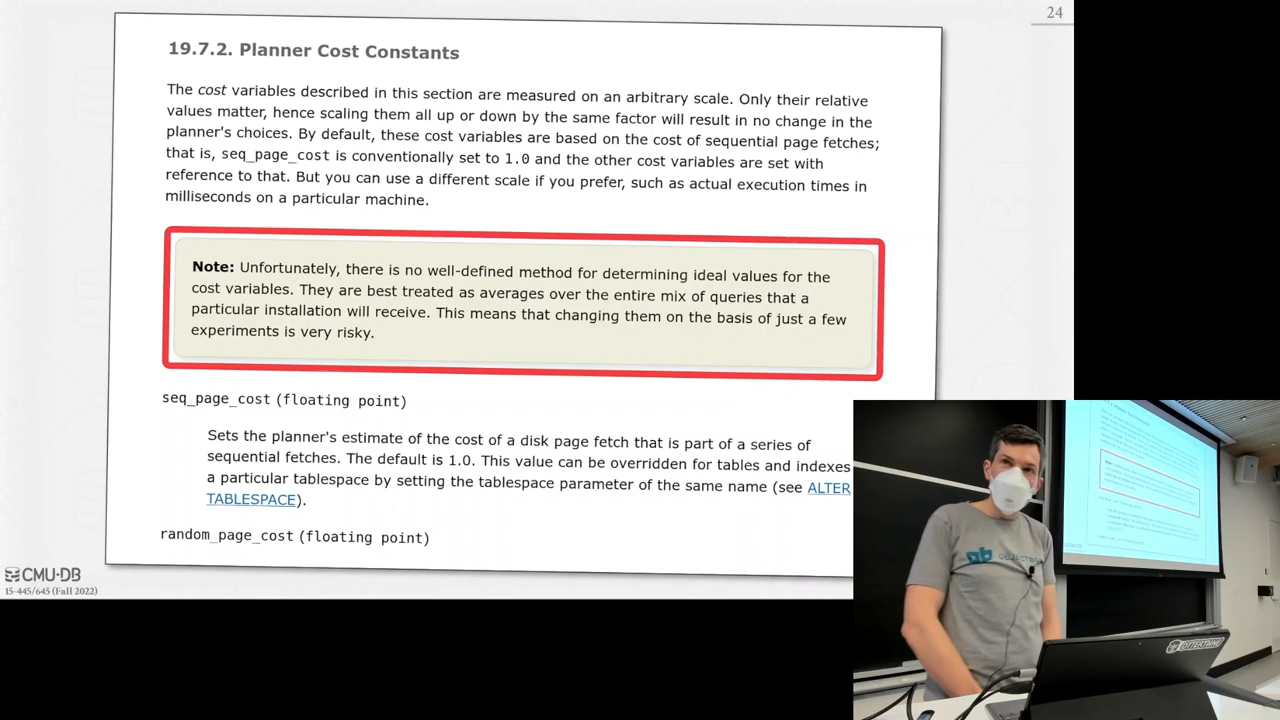 24
19.7.2. Planner Cost Constants
The cost variables described in this section are measured on an arbitrary scale. Only their relative
values matter, hence scaling them all up or down by the same factor will result in no change in the
planner's choices. By default, these cost variables are based on the cost of sequential page fetches;
that is, seq_page_cost is conventionally set to 1.0 and the other cost variables are set with
reference to that. But you can use a different scale if you prefer, such as actual execution times in
milliseconds on a particular machine.
Note: Unfortunately, there is no well-defined method for determining ideal values for the
cost variables. They are best treated as averages over the entire mix of queries that a
particular installation will receive. This means that changing them on the basis of just a few
experiments is very risky.
seq_page_cost (floating point)
Sets the planner's estimate of the cost of a disk page fetch that is part of a series of
sequential fetches. The default is 1.0. This value can be overridden for tables and indexes
a particular tablespace by setting the tablespace parameter of the same name (see ALTER
TABLESPACE).
random_page_cost (floating point)
CMU·DB
15-445/645 (Fall 2022)
OTTERTUNE